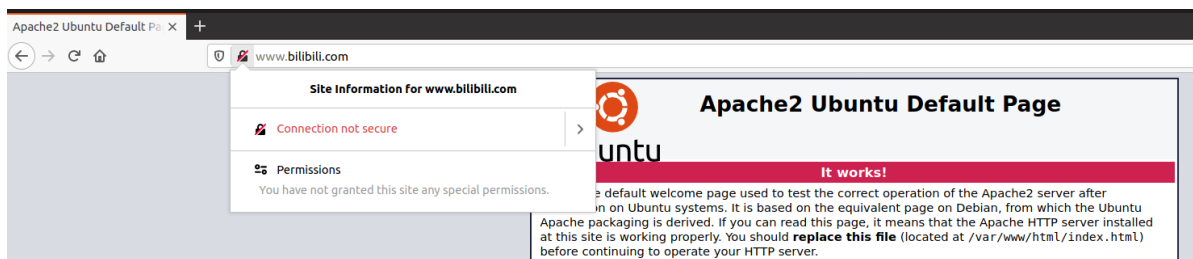 Apache2 Ubuntu Default Pa
www.bilibili.com
Site Information for www.bilibili.com
Connection not secure
Permissions
You have not granted this site any special permissions.
Apache2 Ubuntu Default Page
untu
It works!
default welcome page used to test the correct operation of the Apache2 server after
on Ubuntu systems. It is based on the equivalent page on Debian, from which the Ubuntu
Apache packaging is derived. If you can read this page, it means that the Apache HTTP server installed
at this site is working properly. You should replace this file (located at /var/www/html/index.html)
before continuing to operate your HTTP server.